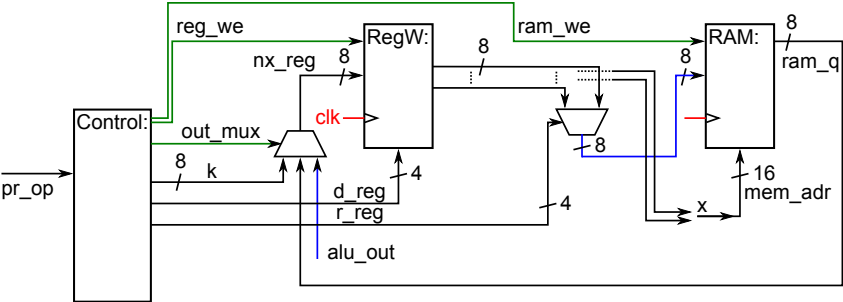 reg_we
ram_we
RegW:
RAM:
8
8
8
8
8
nx_reg
ram_q
clk
Control:
out_mux
8
k
8
4
16
pr_op
d_reg
mem_adr
r_reg
4
x
alu_out